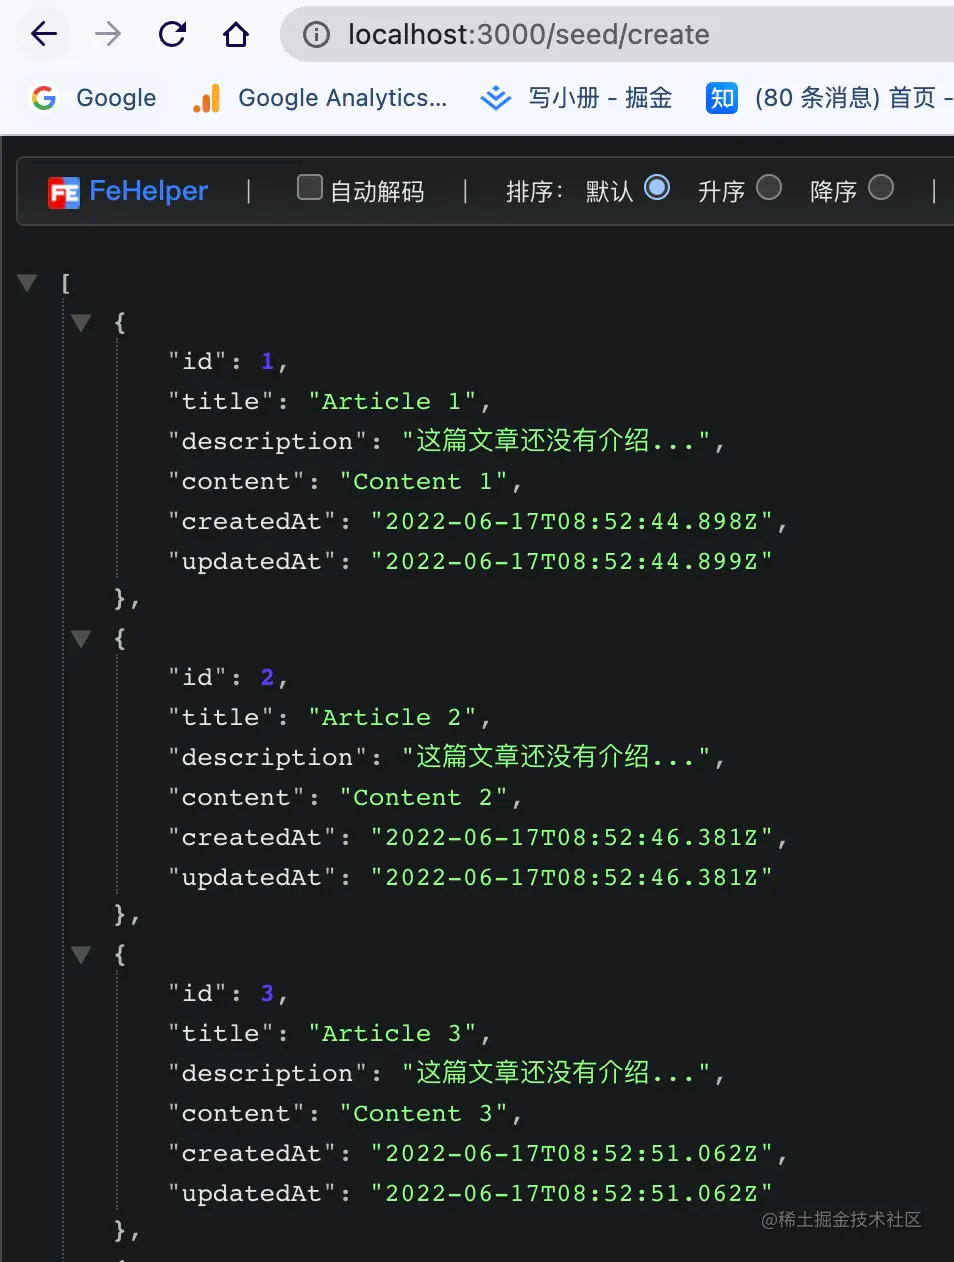 localhost:3000/seed/create
Google Google Analytics... 写小册 - 掘金 知 (80 条消息) 首页 -
FE FeHelper | 自动解码 | 排序: 默认 升序 降序 |
[
{
"id": 1,
"title": "Article 1",
"description": "这篇文章还没有介绍...",
"content": "Content 1",
"createdAt": "2022-06-17T08:52:44.898Z",
"updatedAt": "2022-06-17T08:52:44.899Z"
},
{
"id": 2,
"title": "Article 2",
"description": "这篇文章还没有介绍...",
"content": "Content 2",
"createdAt": "2022-06-17T08:52:46.381Z",
"updatedAt": "2022-06-17T08:52:46.381Z"
},
{
"id": 3,
"title": "Article 3",
"description": "这篇文章还没有介绍...",
"content": "Content 3",
"createdAt": "2022-06-17T08:52:51.062Z",
"updatedAt": "2022-06-17T08:52:51.062Z"
},
@稀土掘金技术社区